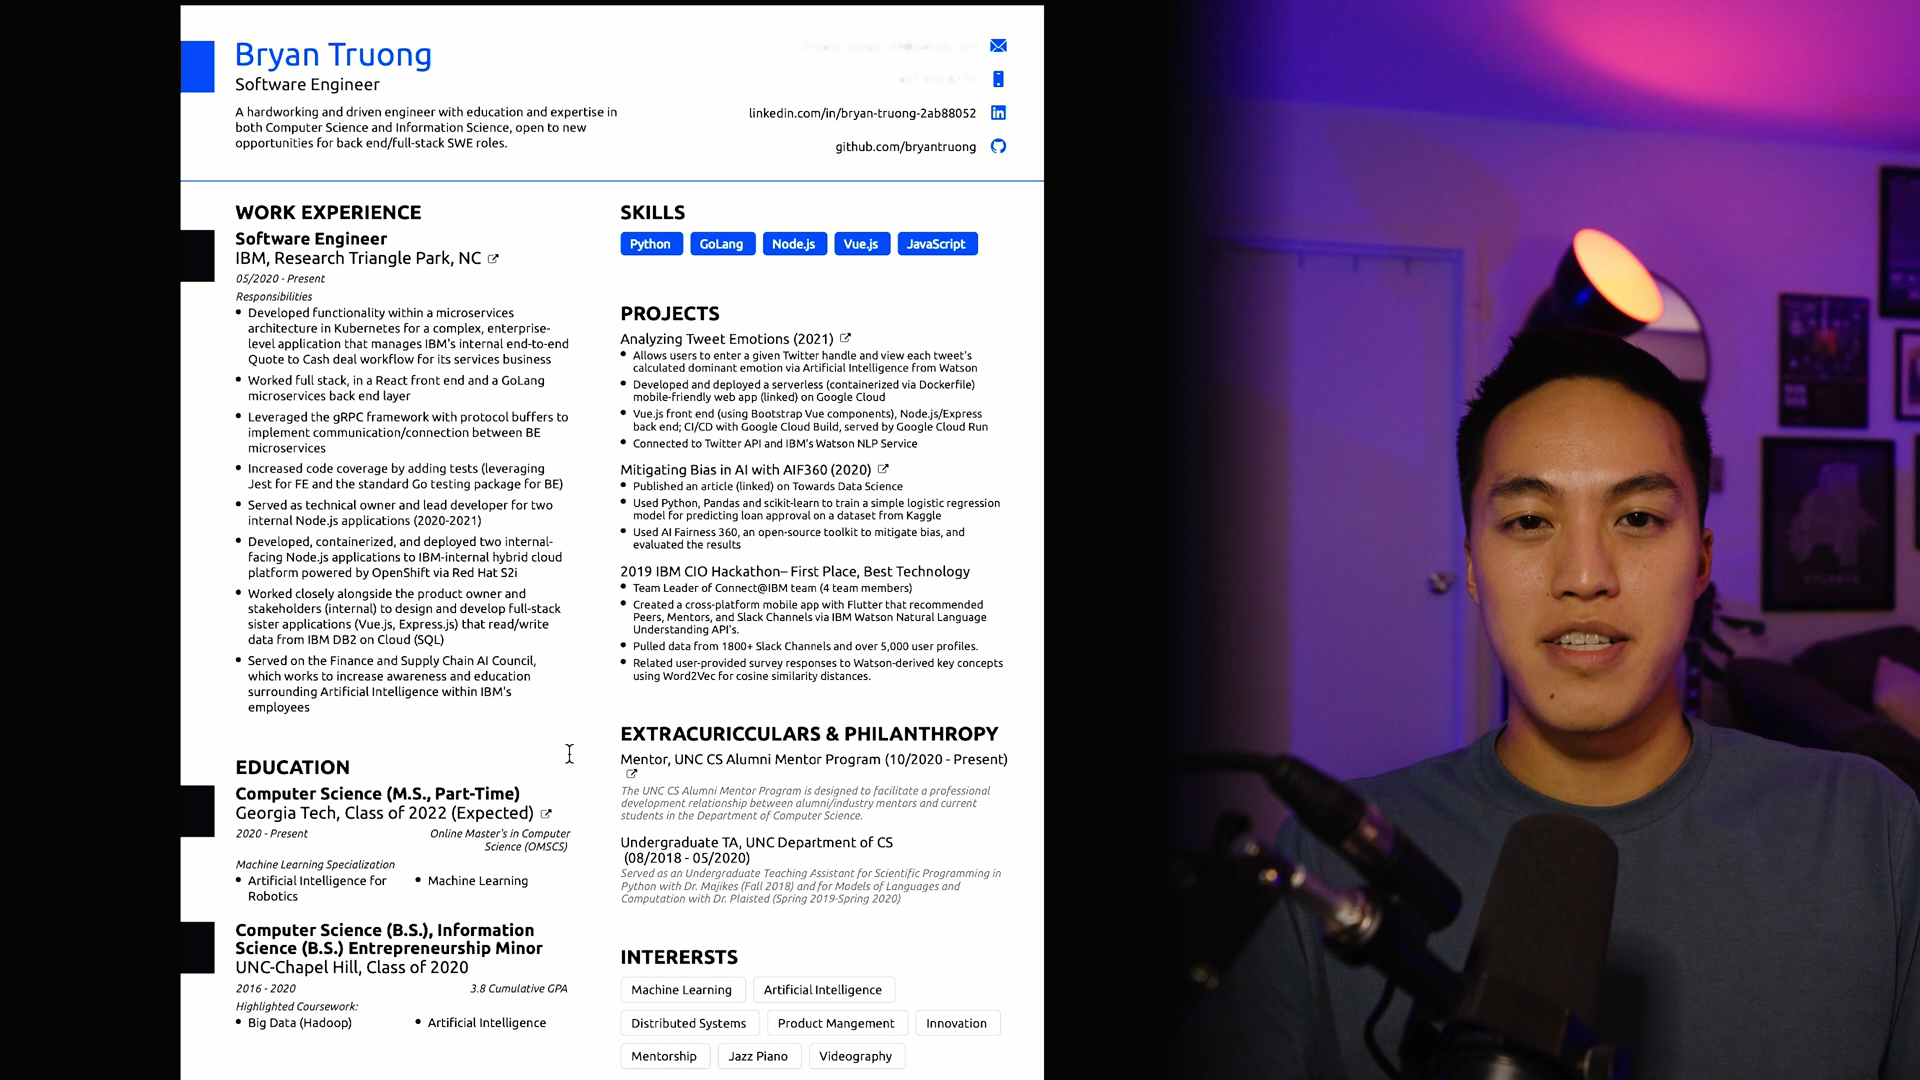 Bryan Truong
Software Engineer
A hardworking and driven engineer with education and expertise in
both Computer Science and Information Science, open to new
opportunities for back end/full-stack SWE roles.
linkedin.com/in/bryan-truong-2ab88052
github.com/bryantruong
WORK EXPERIENCE
Software Engineer
IBM, Research Triangle Park, NC
05/2020 - Present
Responsibilities
• Developed functionality within a microservices
architecture in Kubernetes for a complex, enterprise-
level application that manages IBM's internal end-to-end
Quote to Cash deal workflow for its services business
• Worked full stack, in a React front end and a GoLang
microservices back end layer
• Leveraged the gRPC framework with protocol buffers to
implement communication/connection between BE
microservices
• Increased code coverage by adding tests (leveraging
Jest for FE and the standard Go testing package for BE)
• Served as technical owner and lead developer for two
internal Node.js applications (2020-2021)
• Developed, containerized, and deployed two internal-
facing Node.js applications to IBM-internal hybrid cloud
platform powered by OpenShift via Red Hat S2i
• Worked closely alongside the product owner and
stakeholders (internal) to design and develop full-stack
sister applications (Vue.js, Express.js) that read/write
data from IBM DB2 on Cloud (SQL)
• Served on the Finance and Supply Chain AI Council,
which works to increase awareness and education
surrounding Artificial Intelligence within IBM's
employees
EDUCATION
Computer Science (M.S., Part-Time)
Georgia Tech, Class of 2022 (Expected)
2020 - Present Online Master's in Computer
Science (OMSCS)
Machine Learning Specialization
• Artificial Intelligence for • Machine Learning
Robotics
Computer Science (B.S.), Information
Science (B.S.) Entrepreneurship Minor
UNC-Chapel Hill, Class of 2020
2016 - 2020 3.8 Cumulative GPA
Highlighted Coursework:
• Big Data (Hadoop) • Artificial Intelligence
SKILLS
Python GoLang Node.js Vue.js JavaScript
PROJECTS
Analyzing Tweet Emotions (2021)
• Allows users to enter a given Twitter handle and view each tweet's
calculated dominant emotion via Artificial Intelligence from Watson
• Developed and deployed a serverless (containerized via Dockerfile)
mobile-friendly web app (linked) on Google Cloud
• Vue.js front end (using Bootstrap Vue components), Node.js/Express
back end; CI/CD with Google Cloud Build, served by Google Cloud Run
• Connected to Twitter API and IBM's Watson NLP Service
Mitigating Bias in AI with AIF360 (2020)
• Published an article (linked) on Towards Data Science
• Used Python, Pandas and scikit-learn to train a simple logistic regression
model for predicting loan approval on a dataset from Kaggle
• Used AI Fairness 360, an open-source toolkit to mitigate bias, and
evaluated the results
2019 IBM CIO Hackathon– First Place, Best Technology
• Team Leader of Connect@IBM team (4 team members)
• Created a cross-platform mobile app with Flutter that recommended
Peers, Mentors, and Slack Channels via IBM Watson Natural Language
Understanding API's.
• Pulled data from 1800+ Slack Channels and over 5,000 user profiles.
• Related user-provided survey responses to Watson-derived key concepts
using Word2Vec for cosine similarity distances.
EXTRACURICCULARS & PHILANTHROPY
Mentor, UNC CS Alumni Mentor Program (10/2020 - Present)
The UNC CS Alumni Mentor Program is designed to facilitate a professional
development relationship between alumni/industry mentors and current
students in the Department of Computer Science.
Undergraduate TA, UNC Department of CS
(08/2018 - 05/2020)
Served as an Undergraduate Teaching Assistant for Scientific Programming in
Python with Dr. Majikes (Fall 2018) and for Models of Languages and
Computation with Dr. Plaisted (Spring 2019-Spring 2020)
INTERERSTS
Machine Learning Artificial Intelligence
Distributed Systems Product Mangement Innovation
Mentorship Jazz Piano Videography
ATLANTA